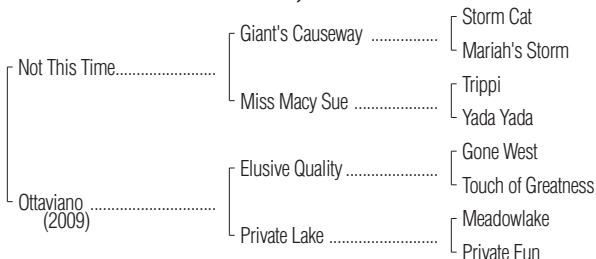 Storm Cat
Giant's Causeway ................
Mariah's Storm
Not This Time........................
Trippi
Miss Macy Sue ....................
Yada Yada
Gone West
Elusive Quality......................
Touch of Greatness
Ottaviano ..............................
(2009)
Meadowlake
Private Lake ..........................
Private Fun